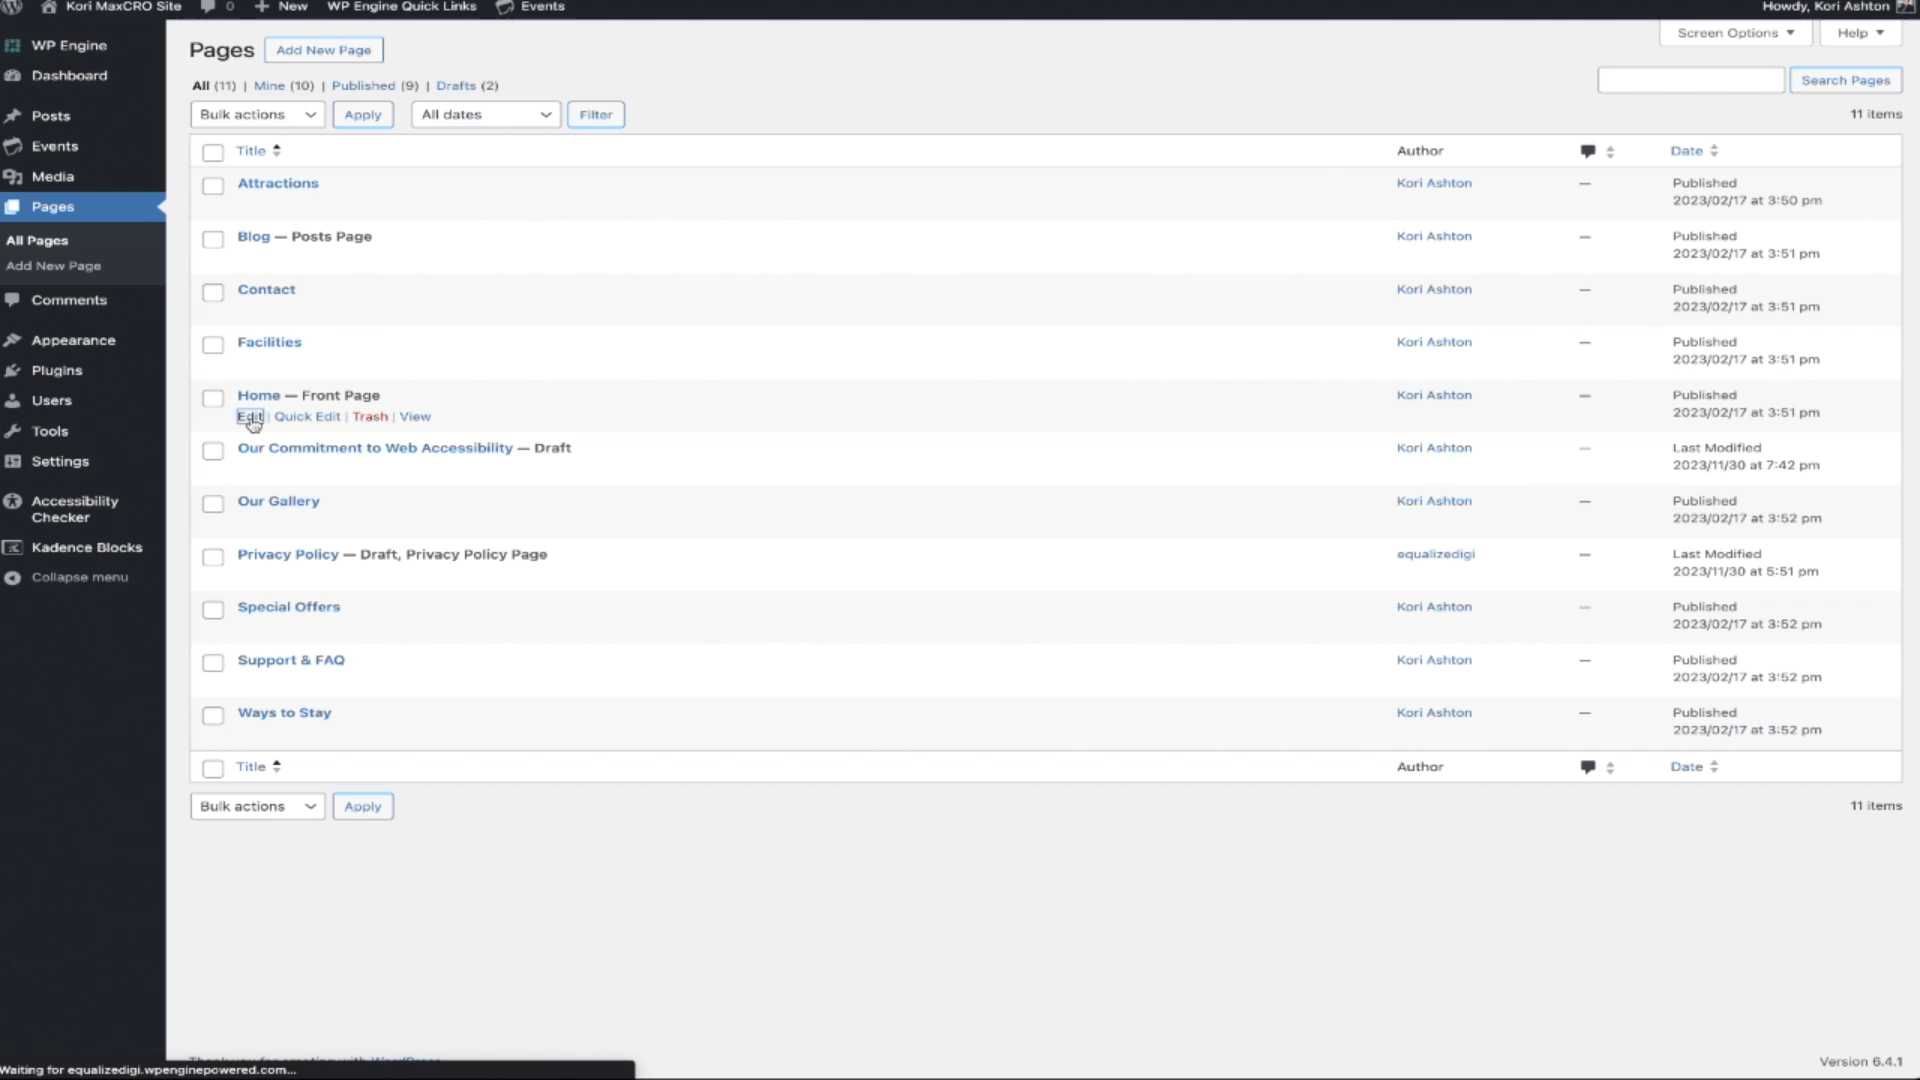 Kori MaxCRO Site 0 New WP Engine Quick Links Events Howdy, Kori Ashton
WP Engine
Dashboard
Posts
Events
Media
Pages
All Pages
Add New Page
Comments
Appearance
Plugins
Users
Tools
Settings
Accessibility
Checker
Kadence Blocks
Collapse menu
Screen Options Help
Pages Add New Page
All (11) | Mine (10) | Published (9) | Drafts (2)
Search Pages
Bulk actions Apply All dates Filter 11 items
Title Author Date
Attractions Kori Ashton — Published
2023/02/17 at 3:50 pm
Blog — Posts Page Kori Ashton — Published
2023/02/17 at 3:51 pm
Contact Kori Ashton — Published
2023/02/17 at 3:51 pm
Facilities Kori Ashton — Published
2023/02/17 at 3:51 pm
Home — Front Page Kori Ashton — Published
Edit | Quick Edit | Trash | View 2023/02/17 at 3:51 pm
Our Commitment to Web Accessibility — Draft Kori Ashton — Last Modified
2023/11/30 at 7:42 pm
Our Gallery Kori Ashton — Published
2023/02/17 at 3:52 pm
Privacy Policy — Draft, Privacy Policy Page equalizedigi — Last Modified
2023/11/30 at 5:51 pm
Special Offers Kori Ashton — Published
2023/02/17 at 3:52 pm
Support & FAQ Kori Ashton — Published
2023/02/17 at 3:52 pm
Ways to Stay Kori Ashton — Published
2023/02/17 at 3:52 pm
Title Author Date
Bulk actions Apply 11 items
Version 6.4.1
Waiting for equalizedigi.wpenginepowered.com...